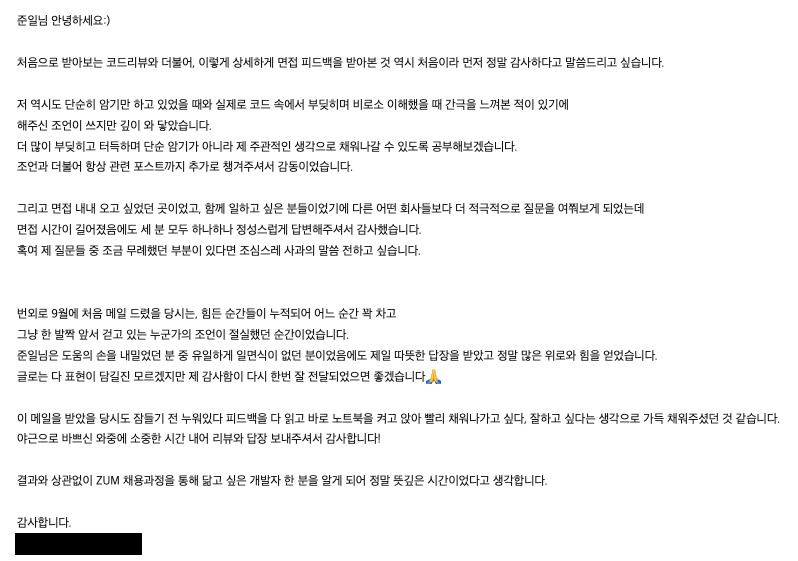 준일님 안녕하세요:)
처음으로 받아보는 코드리뷰와 더불어, 이렇게 상세하게 면접 피드백을 받아본 것 역시 처음이라 먼저 정말 감사하다고 말씀드리고 싶습니다.
저 역시도 단순히 암기만 하고 있었을 때와 실제로 코드 속에서 부딪히며 비로소 이해했을 때 간극을 느껴본 적이 있기에
해주신 조언이 쓰지만 깊이 와 닿았습니다.
더 많이 부딪히고 터득하며 단순 암기가 아니라 제 주관적인 생각으로 채워나갈 수 있도록 공부해보겠습니다.
조언과 더불어 항상 관련 포스트까지 추가로 챙겨주셔서 감동이었습니다.
그리고 면접 내내 오고 싶었던 곳이었고, 함께 일하고 싶은 분들이었기에 다른 어떤 회사들보다 더 적극적으로 질문을 여쭤보게 되었는데
면접 시간이 길어졌음에도 세 분 모두 하나하나 정성스럽게 답변해주셔서 감사했습니다.
혹여 제 질문들 중 조금 무례했던 부분이 있다면 조심스레 사과의 말씀 전하고 싶습니다.
번외로 9월에 처음 메일 드렸을 당시는, 힘든 순간들이 누적되어 어느 순간 꽉 차고
그냥 한 발짝 앞서 걷고 있는 누군가의 조언이 절실했던 순간이었습니다.
준일님은 도움의 손을 내밀었던 분 중 유일하게 일면식이 없던 분이었음에도 제일 따뜻한 답장을 받았고 정말 많은 위로와 힘을 얻었습니다.
글로는 다 표현이 담길진 모르겠지만 제 감사함이 다시 한번 잘 전달되었으면 좋겠습니다🙏
이 메일을 받았을 당시도 잠들기 전 누워있다 피드백을 다 읽고 바로 노트북을 켜고 앉아 빨리 채워나가고 싶다, 잘하고 싶다는 생각으로 가득 채워주셨던 것 같습니다.
야근으로 바쁘신 와중에 소중한 시간 내어 리뷰와 답장 보내주셔서 감사합니다!
결과와 상관없이 ZUM 채용과정을 통해 닮고 싶은 개발자 한 분을 알게 되어 정말 뜻깊은 시간이었다고 생각합니다.
감사합니다.